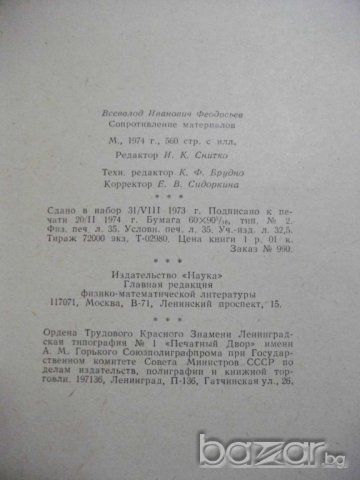 Всеволод Иванович Феодосьев
Сопротивление материалов
М., 1974 г., 560 стр. с илл.
Редактор И. К. Снитко
Техн. редактор К. Ф. Брудно
Корректор Е. В. Сидоркина
* * *
Сдано в набор 31/VIII 1973 г. Подписано к пе-
чати 20/II 1974 г. Бумага 60×90¹/₁₆, тип. № 2.
Физ. печ л. 35. Условн. печ. л. 35. Уч.-изд. л. 32,5.
Тираж 72000 экз. Т-02980. Цена книги 1 р. 01 к.
Заказ № 990.
* * *
Издательство «Наука»
Главная редакция
физико-математической литературы
117071, Москва, В-71, Ленинский проспект, 15.
* * *
Ордена Трудового Красного Знамени Ленинград-
ская типография № 1 «Печатный Двор» имени
А. М. Горького Союзполиграфпрома при Государ-
ственном комитете Совета Министров СССР по
делам издательств, полиграфии и книжной тор-
говли. 197136, Ленинград, П-136, Гатчинская ул., 26.
bazar.bg